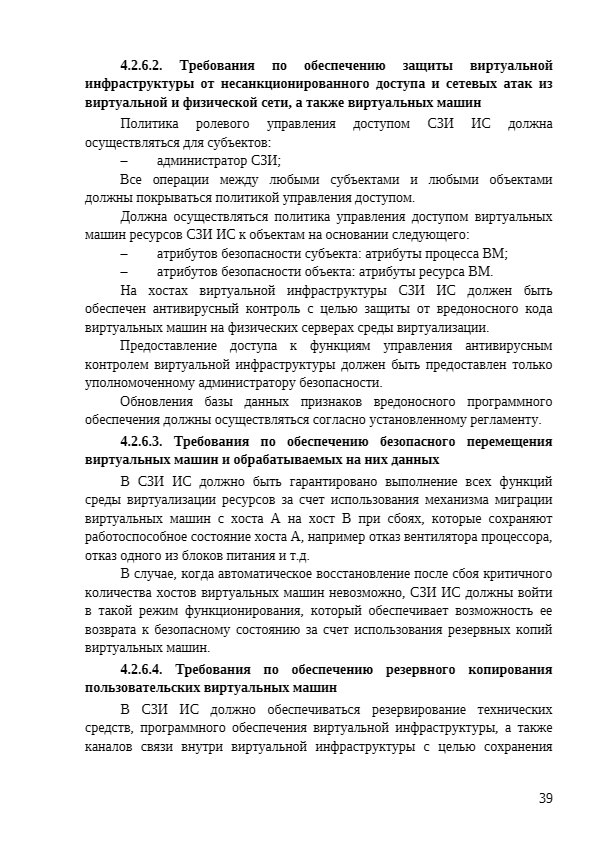 4.2.6.2. Требования по обеспечению защиты виртуальной
инфраструктуры от несанкционированного доступа и сетевых атак из
виртуальной и физической сети, а также виртуальных машин
Политика ролевого управления доступом СЗИ ИС должна
осуществляться для субъектов:
– администратор СЗИ;
Все операции между любыми субъектами и любыми объектами
должны покрываться политикой управления доступом.
Должна осуществляться политика управления доступом виртуальных
машин ресурсов СЗИ ИС к объектам на основании следующего:
– атрибутов безопасности субъекта: атрибуты процесса ВМ;
– атрибутов безопасности объекта: атрибуты ресурса ВМ.
На хостах виртуальной инфраструктуры СЗИ ИС должен быть
обеспечен антивирусный контроль с целью защиты от вредоносного кода
виртуальных машин на физических серверах среды виртуализации.
Предоставление доступа к функциям управления антивирусным
контролем виртуальной инфраструктуры должен быть предоставлен только
уполномоченному администратору безопасности.
Обновления базы данных признаков вредоносного программного
обеспечения должны осуществляться согласно установленному регламенту.
4.2.6.3. Требования по обеспечению безопасного перемещения
виртуальных машин и обрабатываемых на них данных
В СЗИ ИС должно быть гарантировано выполнение всех функций
среды виртуализации ресурсов за счет использования механизма миграции
виртуальных машин с хоста А на хост В при сбоях, которые сохраняют
работоспособное состояние хоста А, например отказ вентилятора процессора,
отказ одного из блоков питания и т.д.
В случае, когда автоматическое восстановление после сбоя критичного
количества хостов виртуальных машин невозможно, СЗИ ИС должны войти
в такой режим функционирования, который обеспечивает возможность ее
возврата к безопасному состоянию за счет использования резервных копий
виртуальных машин.
4.2.6.4. Требования по обеспечению резервного копирования
пользовательских виртуальных машин
В СЗИ ИС должно обеспечиваться резервирование технических
средств, программного обеспечения виртуальной инфраструктуры, а также
каналов связи внутри виртуальной инфраструктуры с целью сохранения
39